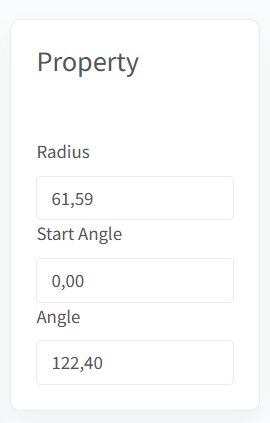 Property
Radius
61,59
Start Angle
0,00
Angle
122,40